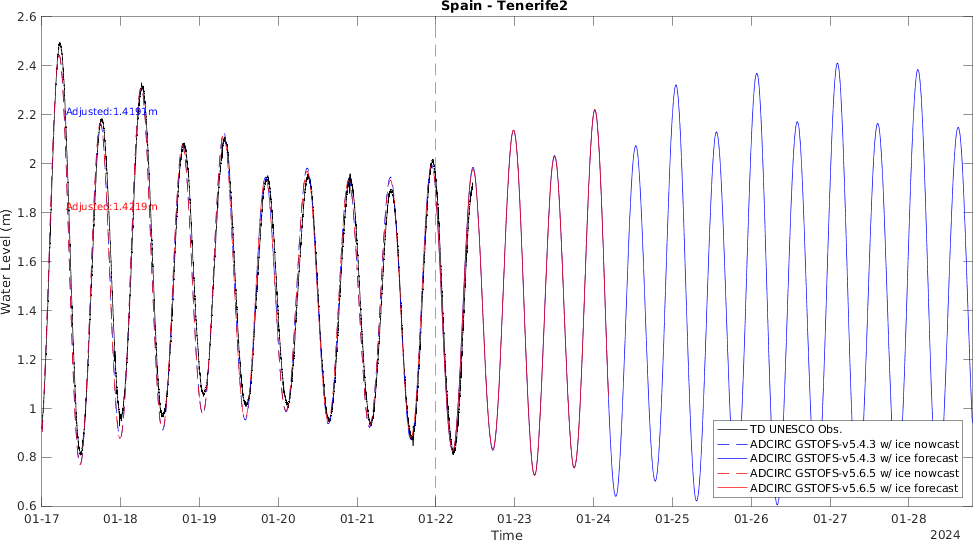 Spain - Tenerife2
2.6
2.4
2.2
2
1.8
1.6
1.4
1.2
1
0.8
0.6
Water Level (m)
Adjusted:1.4191m
Adjusted:1.4219m
TD UNESCO Obs.
ADCIRC GSTOFS-v5.4.3 w/ ice nowcast
ADCIRC GSTOFS-v5.4.3 w/ ice forecast
ADCIRC GSTOFS-v5.6.5 w/ ice nowcast
ADCIRC GSTOFS-v5.6.5 w/ ice forecast
01-17 01-18 01-19 01-20 01-21 01-22 01-23 01-24 01-25 01-26 01-27 01-28
Time
2024